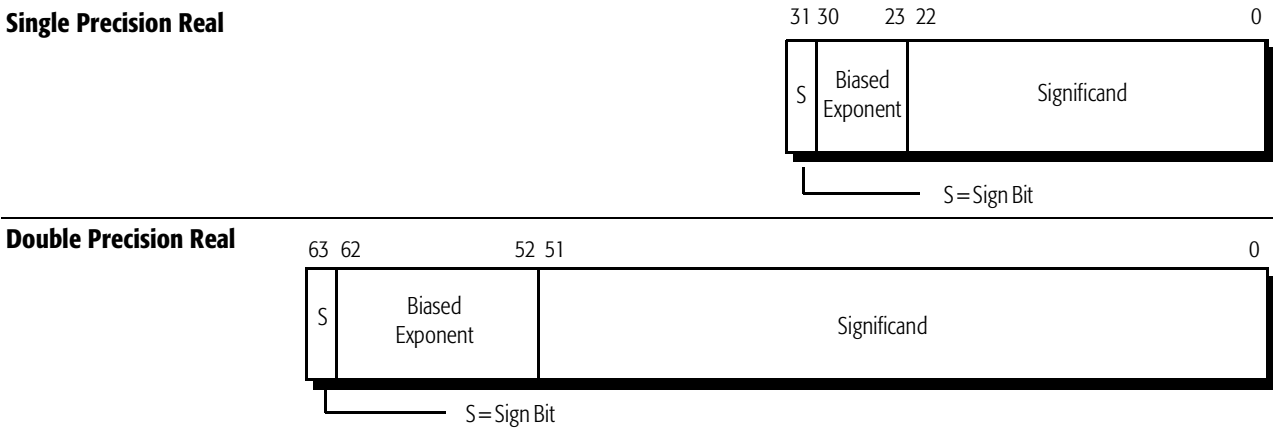 Single Precision Real
31 30 23 22 0
S
Biased
Exponent
Significand
S = Sign Bit
Double Precision Real
63 62 52 51 0
S
Biased
Exponent
Significand
S = Sign Bit